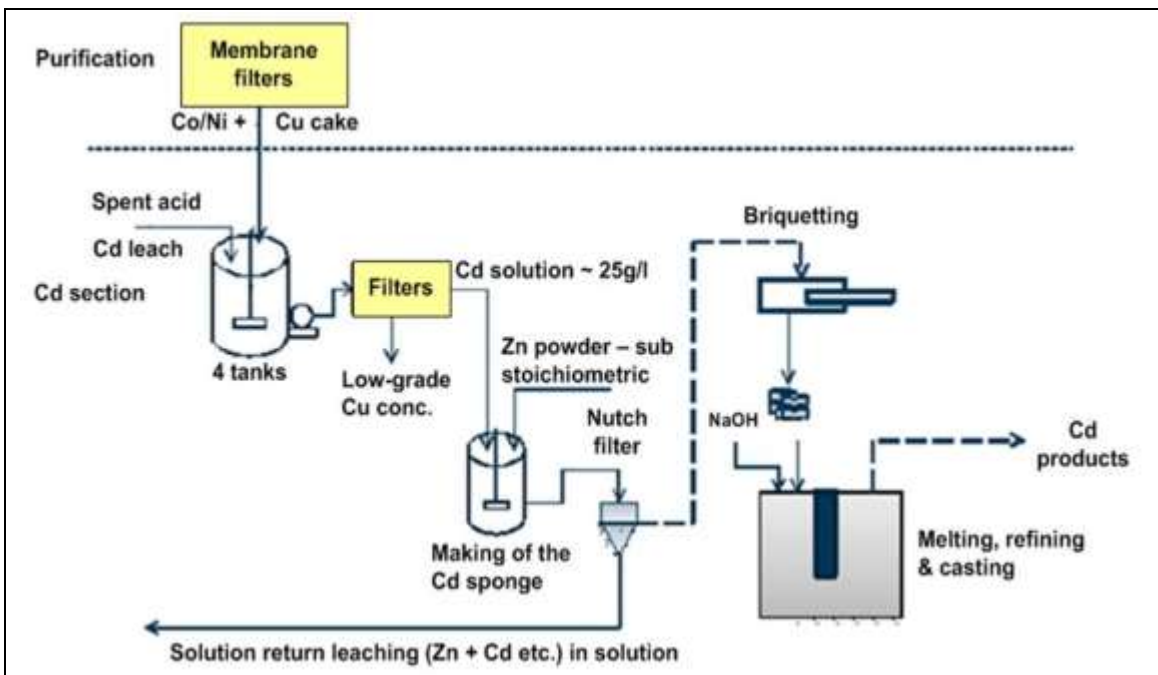 Purification
Membrane
filters
Co/Ni + Cu cake
Spent acid
Cd leach
Cd section
4 tanks
Filters
Cd solution ~ 25g/l
Low-grade
Cu conc.
Zn powder – sub
stoichiometric
Nutch
filter
Making of the
Cd sponge
Solution return leaching (Zn + Cd etc.) in solution
Briquetting
NaOH
Cd
products
Melting, refining
& casting